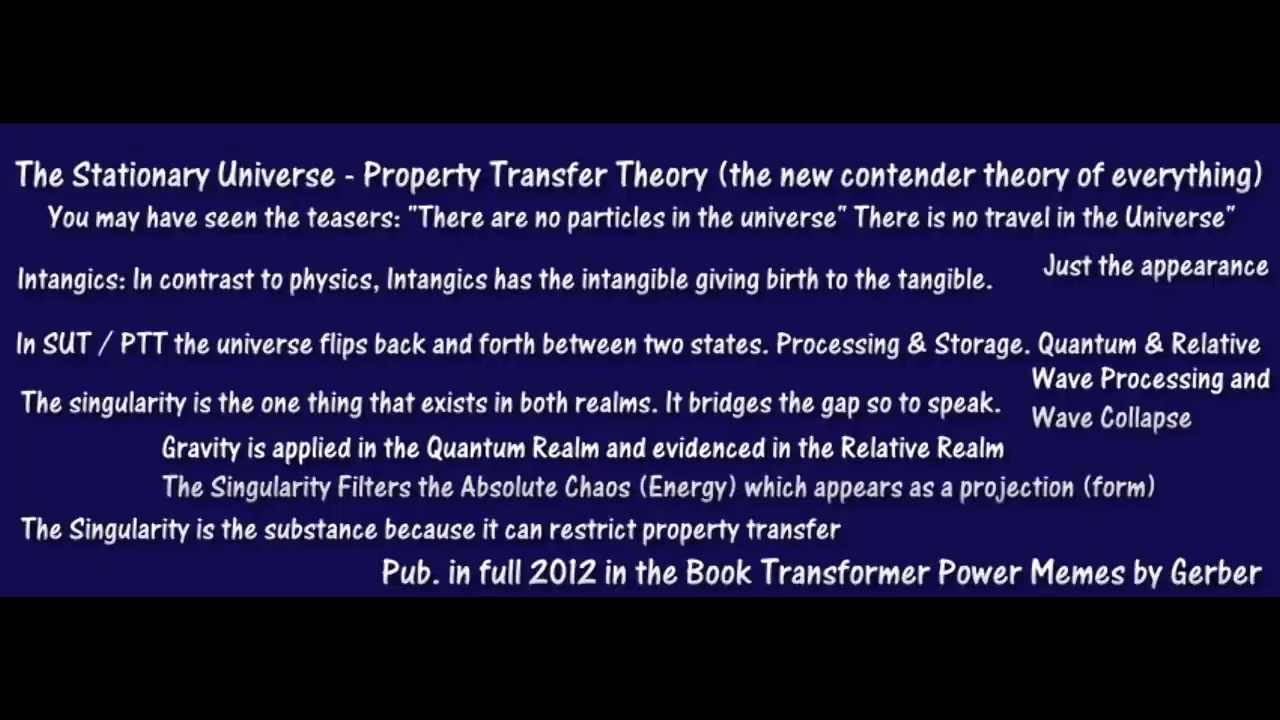 The Stationary Universe - Property Transfer Theory (the new contender theory of everything)
You may have seen the teasers: "There are no particles in the universe" There is no travel in the Universe"
Just the appearance
Intangics: In contrast to physics, Intangics has the intangible giving birth to the tangible.
In SUT / PTT the universe flips back and forth between two states. Processing & Storage. Quantum & Relative
Wave Processing and
The singularity is the one thing that exists in both realms. It bridges the gap so to speak.
Wave Collapse
Gravity is applied in the Quantum Realm and evidenced in the Relative Realm
The Singularity Filters the Absolute Chaos (Energy) which appears as a projection (form)
The Singularity is the substance because it can restrict property transfer
Pub. in full 2012 in the Book Transformer Power Memes by Gerber